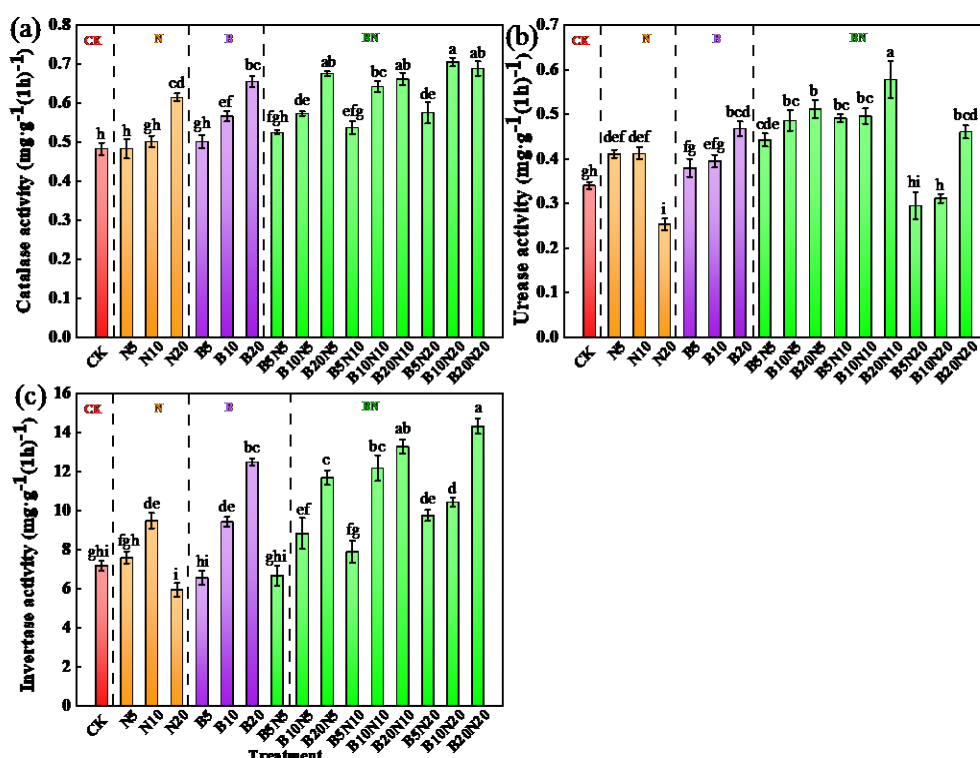 (a)
Catalase activity (mg·g⁻¹(1h)⁻¹)
0.8
0.7
0.6
0.5
0.4
0.3
0.2
0.1
0.0
CK N B BN
h h gh cd gh ef bc fgh de ab efg bc ab de a ab
CK N5 N10 N20 B5 B10 B20 B5N5 B10N5 B20N5 B5N10 B10N10 B20N10 B5N20 B10N20 B20N20
(b)
Urease activity (mg·g⁻¹(1h)⁻¹)
0.7
0.6
0.5
0.4
0.3
0.2
0.1
0.0
CK N B BN
gh def def i fg efg bcd cde bc b bc bc a hi h bcd
CK N5 N10 N20 B5 B10 B20 B5N5 B10N5 B20N5 B5N10 B10N10 B20N10 B5N20 B10N20 B20N20
(c)
Invertase activity (mg·g⁻¹(1h)⁻¹)
16
14
12
10
8
6
4
2
0
CK N B BN
ghi fgh de i hi de bc ghi ef c fg bc ab de d a
CK N5 N10 N20 B5 B10 B20 B5N5 B10N5 B20N5 B5N10 B10N10 B20N10 B5N20 B10N20 B20N20
Treatment